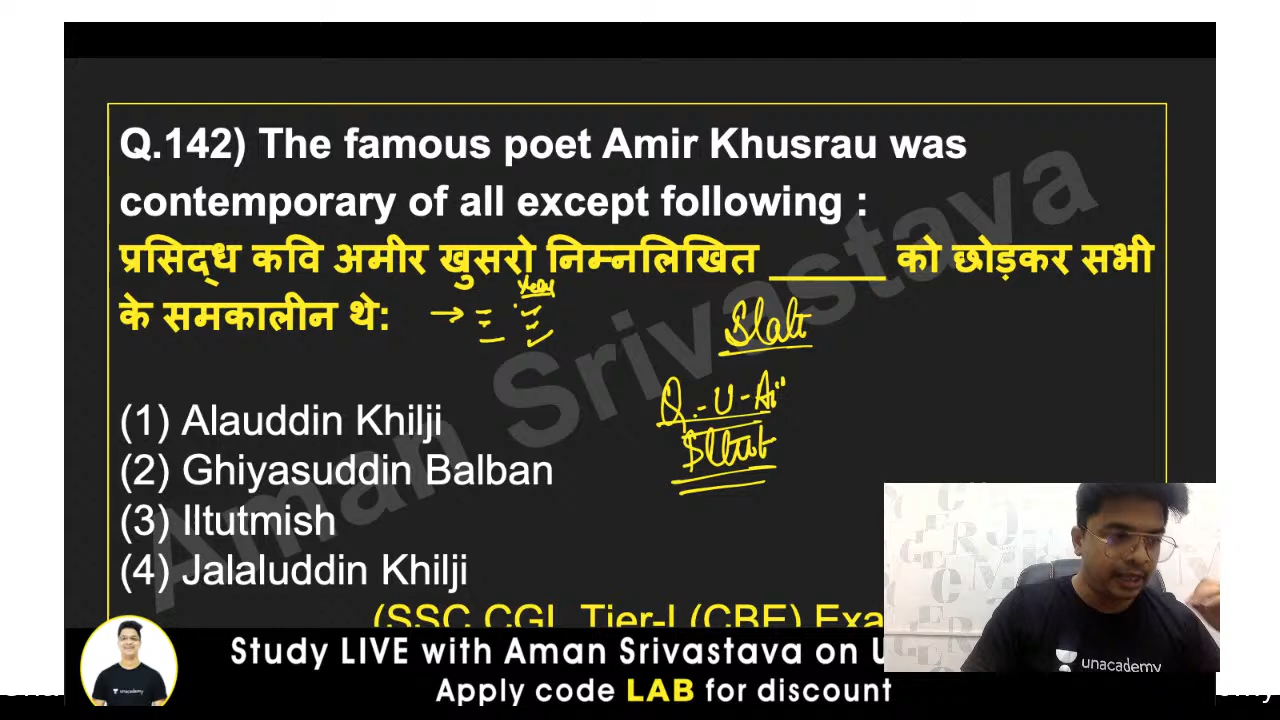 Q.142) The famous poet Amir Khusrau was
contemporary of all except following :
प्रसिद्ध कवि अमीर खुसरो निम्नलिखित ______ को छोड़कर सभी
के समकालीन थे:
(1) Alauddin Khilji
(2) Ghiyasuddin Balban
(3) Iltutmish
(4) Jalaluddin Khilji
Q.-U-Ai
Aman Srivastava
(SSC CGL Tier-I (CBE) Exa
Study LIVE with Aman Srivastava on U
Apply code LAB for discount
unacademy
unacademy